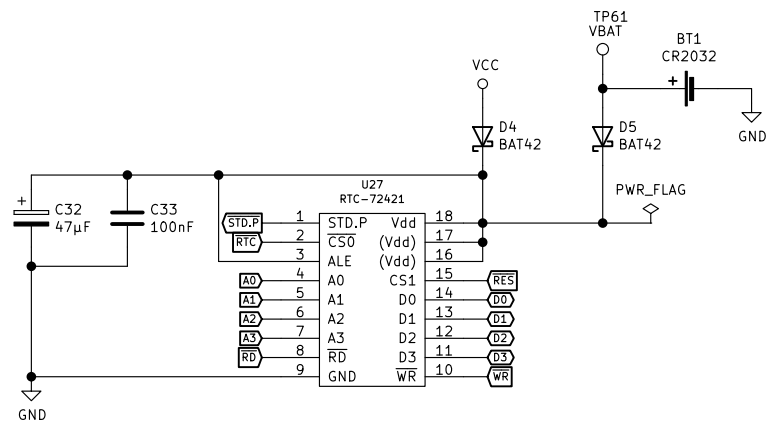 TP61
VBAT
BT1
CR2032
+
VCC
GND
D4
BAT42
D5
BAT42
PWR_FLAG
U27
RTC-72421
+
C32
47µF
C33
100nF
STD.P 1 STD.P Vdd 18
RTC 2 CS0 (Vdd) 17
3 ALE (Vdd) 16
A0 4 A0 CS1 15 RES
A1 5 A1 D0 14 D0
A2 6 A2 D1 13 D1
A3 7 A3 D2 12 D2
RD 8 RD D3 11 D3
9 GND WR 10 WR
GND